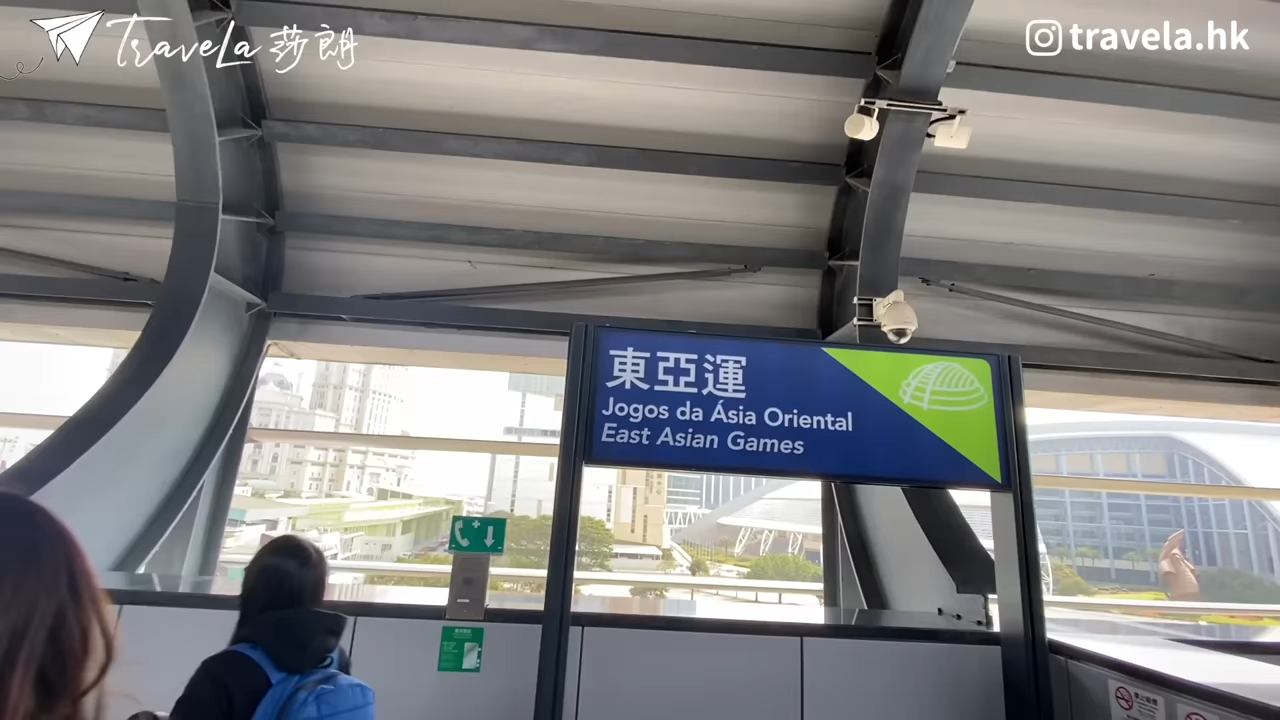 TraveLa 莎朗
travela.hk
東亞運
Jogos da Ásia Oriental
East Asian Games